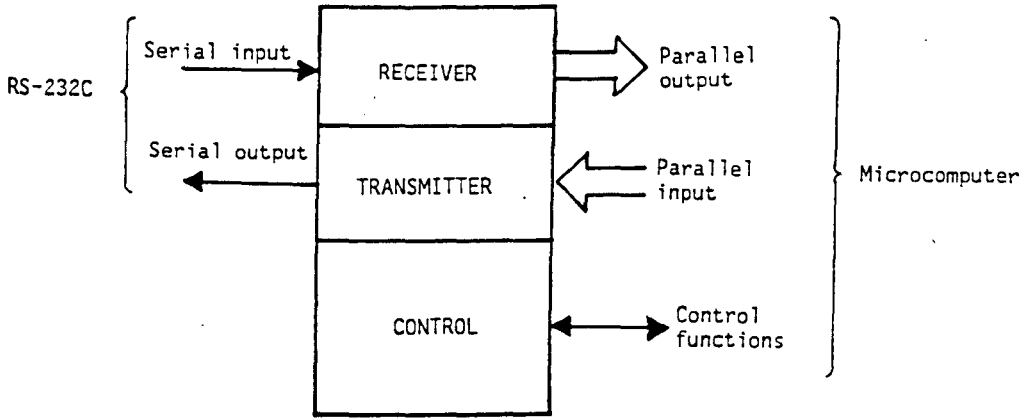 RS-232C
Serial input
RECEIVER
Parallel
output
Serial output
TRANSMITTER
Parallel
input
Microcomputer
CONTROL
Control
functions